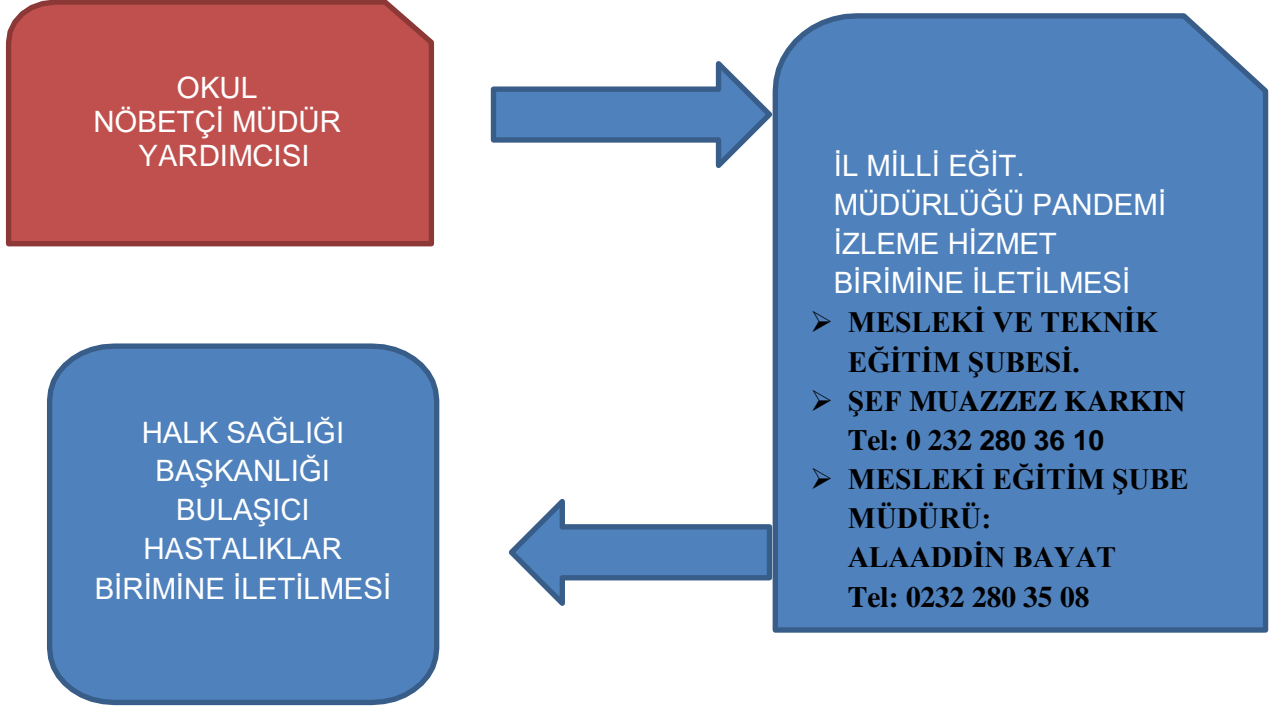 OKUL
NÖBETÇİ MÜDÜR
YARDIMCISI
İL MİLLİ EĞİT.
MÜDÜRLÜĞÜ PANDEMİ
İZLEME HİZMET
BİRİMİNE İLETİLMESİ
➢ MESLEKİ VE TEKNİK
EĞİTİM ŞUBESİ.
➢ ŞEF MUAZZEZ KARKIN
Tel: 0 232 280 36 10
➢ MESLEKİ EĞİTİM ŞUBE
MÜDÜRÜ:
ALAADDİN BAYAT
Tel: 0232 280 35 08
HALK SAĞLIĞI
BAŞKANLIĞI
BULAŞICI
HASTALIKLAR
BİRİMİNE İLETİLMESİ